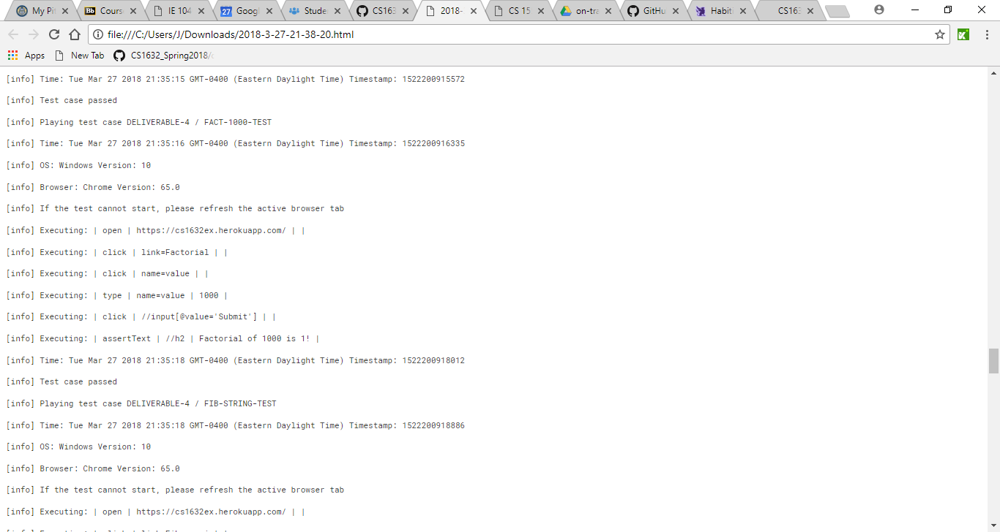 My Pi
Bb Cours
IE 104
27 Googl
Stude
CS163
2018-
CS 15
on-tra
GitHu
Habiti
CS163
file:///C:/Users/J/Downloads/2018-3-27-21-38-20.html
Apps New Tab CS1632_Spring2018/
[info] Time: Tue Mar 27 2018 21:35:15 GMT-0400 (Eastern Daylight Time) Timestamp: 1522200915572
[info] Test case passed
[info] Playing test case DELIVERABLE-4 / FACT-1000-TEST
[info] Time: Tue Mar 27 2018 21:35:16 GMT-0400 (Eastern Daylight Time) Timestamp: 1522200916335
[info] OS: Windows Version: 10
[info] Browser: Chrome Version: 65.0
[info] If the test cannot start, please refresh the active browser tab
[info] Executing: | open | https://cs1632ex.herokuapp.com/ | |
[info] Executing: | click | link=Factorial | |
[info] Executing: | click | name=value | |
[info] Executing: | type | name=value | 1000 |
[info] Executing: | click | //input[@value='Submit'] | |
[info] Executing: | assertText | //h2 | Factorial of 1000 is 1! |
[info] Time: Tue Mar 27 2018 21:35:18 GMT-0400 (Eastern Daylight Time) Timestamp: 1522200918012
[info] Test case passed
[info] Playing test case DELIVERABLE-4 / FIB-STRING-TEST
[info] Time: Tue Mar 27 2018 21:35:18 GMT-0400 (Eastern Daylight Time) Timestamp: 1522200918886
[info] OS: Windows Version: 10
[info] Browser: Chrome Version: 65.0
[info] If the test cannot start, please refresh the active browser tab
[info] Executing: | open | https://cs1632ex.herokuapp.com/ | |